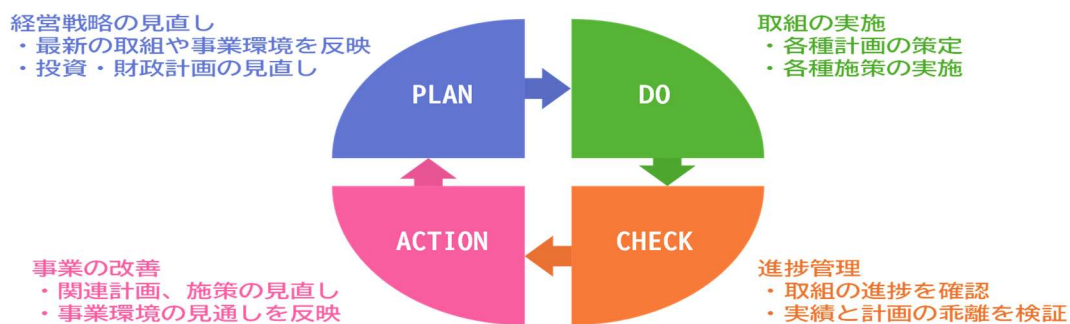 経営戦略の見直し
・最新の取組や事業環境を反映
・投資・財政計画の見直し
PLAN
DO
取組の実施
・各種計画の策定
・各種施策の実施
事業の改善
・関連計画、施策の見直し
・事業環境の見通しを反映
ACTION
CHECK
進捗管理
・取組の進捗を確認
・実績と計画の乖離を検証